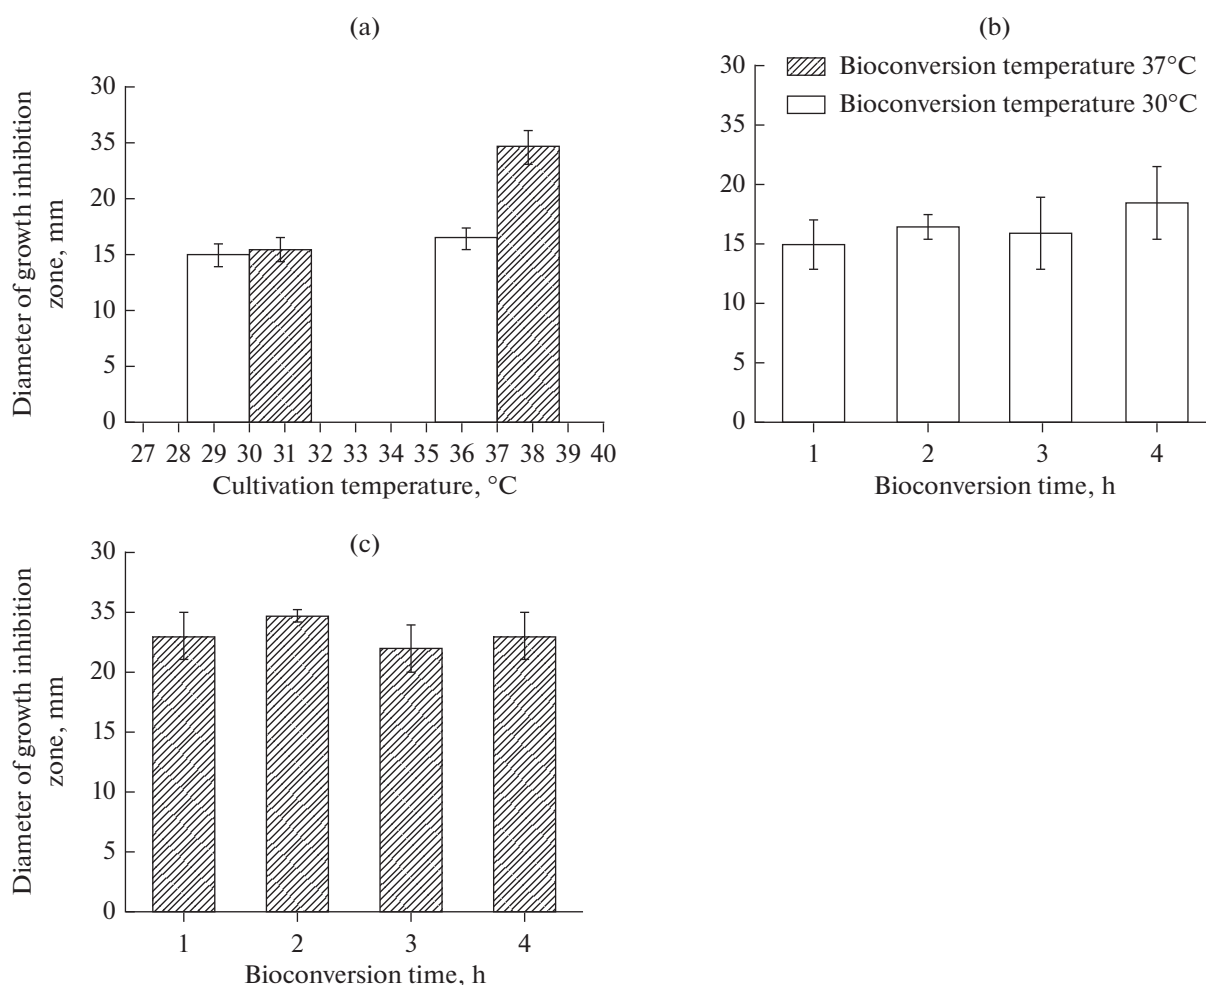 (a)
30
35
20
15
10
5
0
Diameter of growth inhibition
zone, mm
27 28 29 30 31 32 33 34 35 36 37 38 39 40
Cultivation temperature, °C
(b)
Bioconversion temperature 37°C
Bioconversion temperature 30°C
30
35
20
15
10
5
0
1 2 3 4
Bioconversion time, h
(c)
30
35
20
15
10
5
0
Diameter of growth inhibition
zone, mm
1 2 3 4
Bioconversion time, h